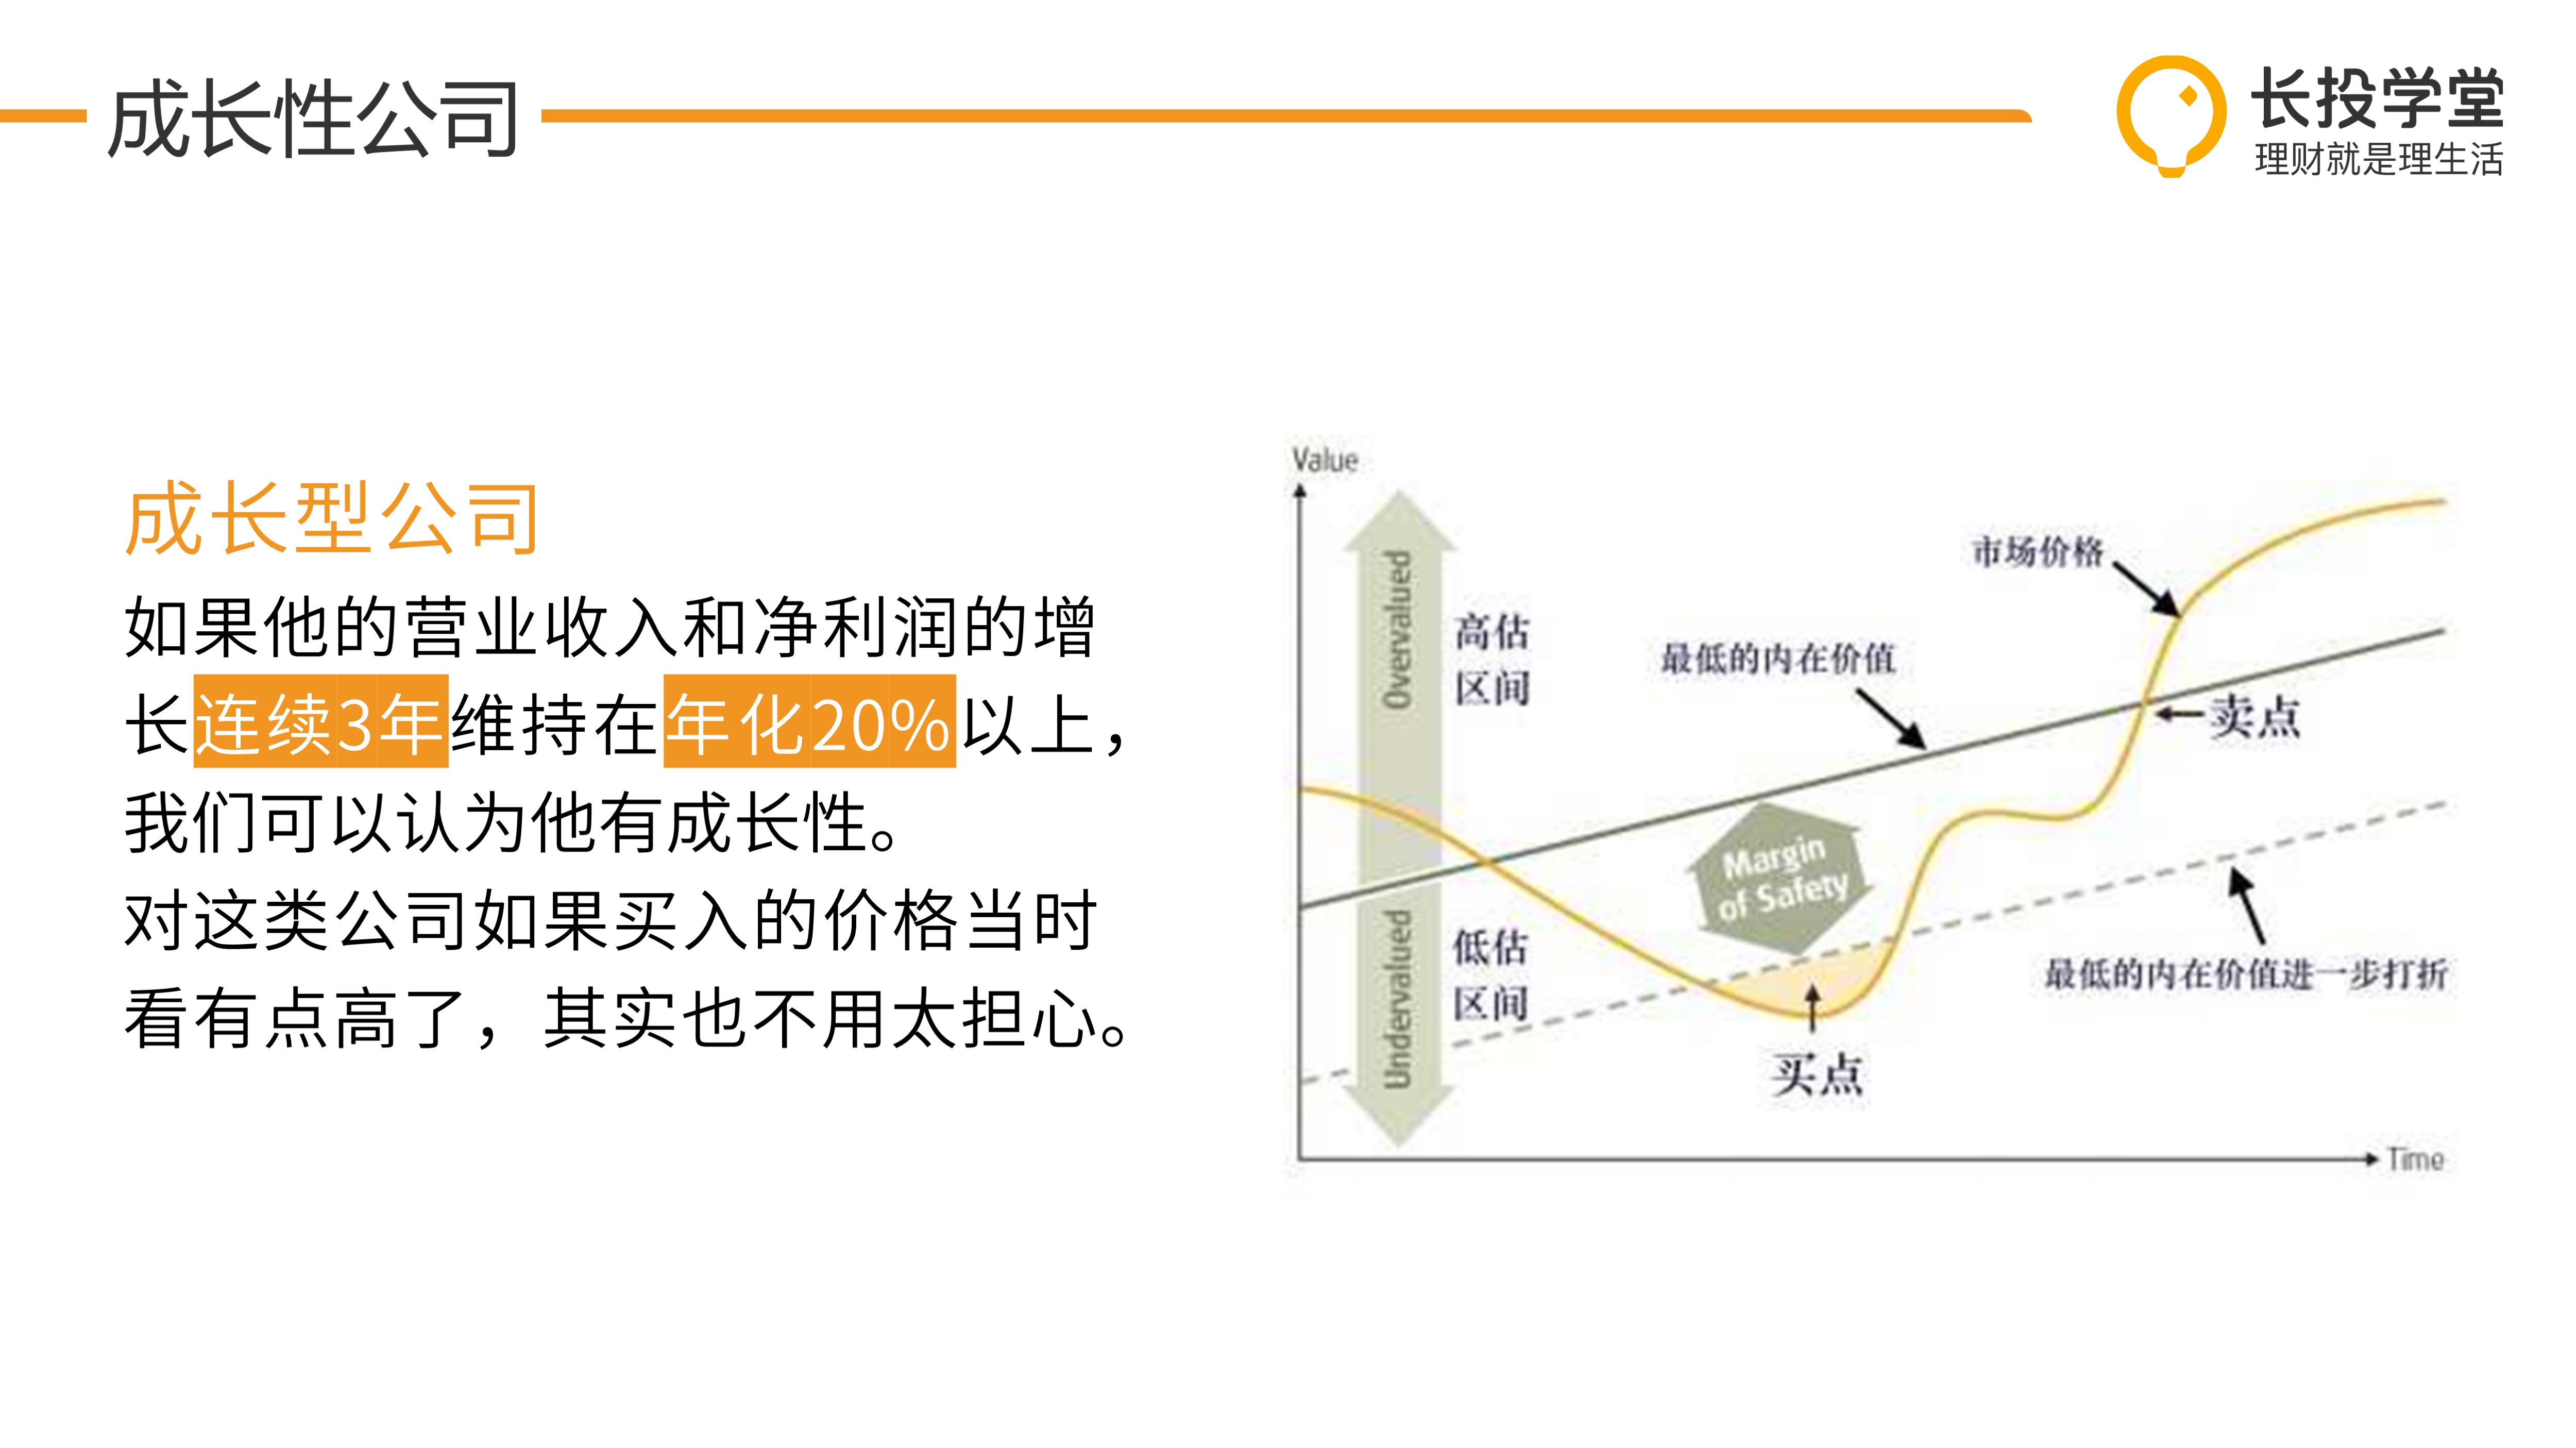 成长性公司
长投学堂
理财就是理生活
成长型公司
如果他的营业收入和净利润的增
长连续3年维持在年化20%以上，
我们可以认为他有成长性。
对这类公司如果买入的价格当时
看有点高了，其实也不用太担心。
Value
Overvalued
高估
区间
市场价格
最低的内在价值
卖点
Margin
of Safety
Undervalued
低估
区间
最低的内在价值进一步打折
买点
Time